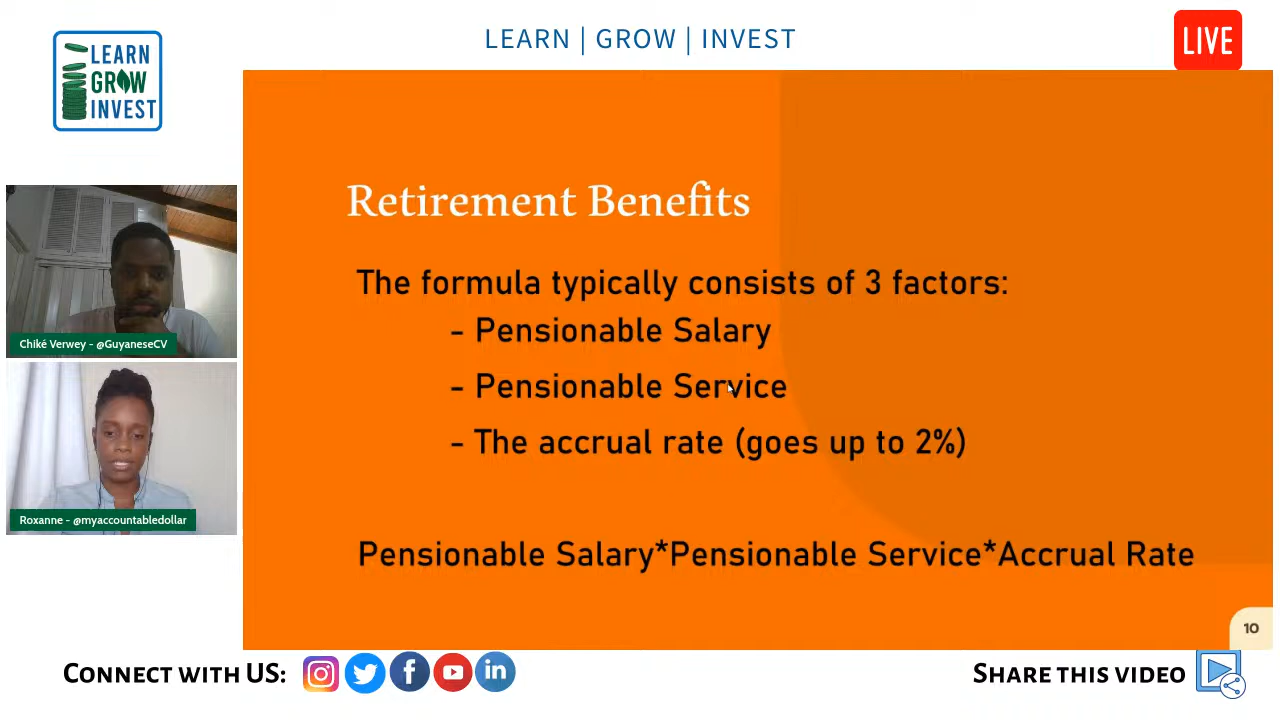 LEARN | GROW | INVEST
LIVE
LEARN
GROW
INVEST
Retirement Benefits
The formula typically consists of 3 factors:
- Pensionable Salary
- Pensionable Service
- The accrual rate (goes up to 2%)
Pensionable Salary*Pensionable Service*Accrual Rate
Chiké Verwey - @GuyaneseCV
Roxanne - @myaccountabledollar
10
CONNECT WITH US:
SHARE THIS VIDEO